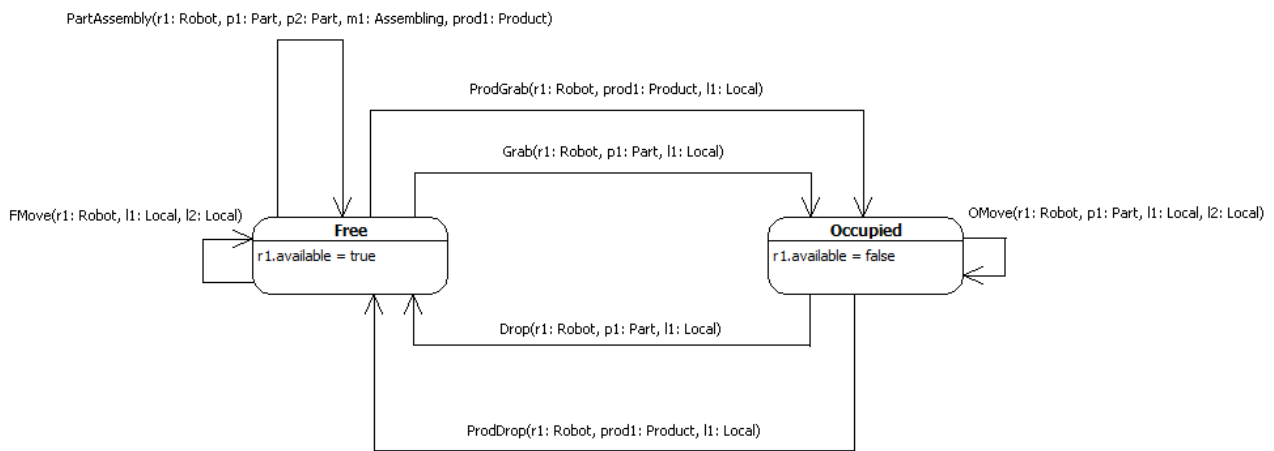 PartAssembly(r1: Robot, p1: Part, p2: Part, m1: Assembling, prod1: Product)
ProdGrab(r1: Robot, prod1: Product, l1: Local)
Grab(r1: Robot, p1: Part, l1: Local)
FMove(r1: Robot, l1: Local, l2: Local)
OMove(r1: Robot, p1: Part, l1: Local, l2: Local)
Free
r1.available = true
Occupied
r1.available = false
Drop(r1: Robot, p1: Part, l1: Local)
ProdDrop(r1: Robot, prod1: Product, l1: Local)